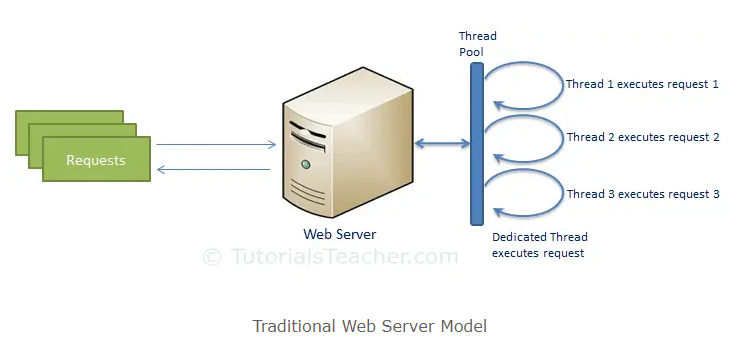 Thread
Pool
Thread 1 executes request 1
Thread 2 executes request 2
Requests
Thread 3 executes request 3
Web Server
Dedicated Thread
executes request
© TutorialsTeacher.com
Traditional Web Server Model